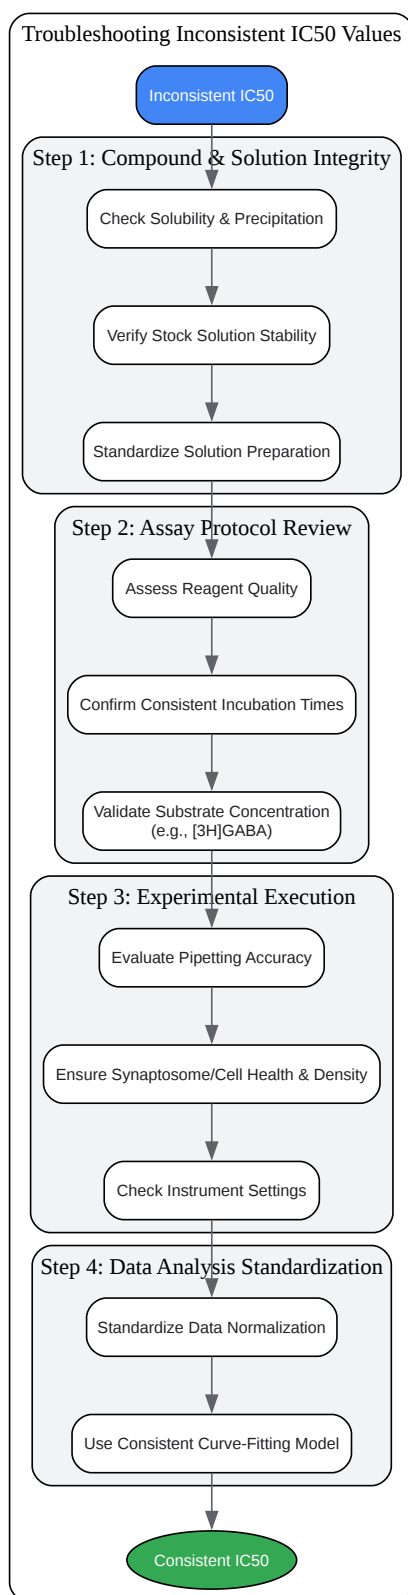 Troubleshooting Inconsistent IC50 Values
Inconsistent IC50
Step 1: Compound & Solution Integrity
Check Solubility & Precipitation
Verify Stock Solution Stability
Standardize Solution Preparation
Step 2: Assay Protocol Review
Assess Reagent Quality
Confirm Consistent Incubation Times
Validate Substrate Concentration
(e.g., [3H]GABA)
Step 3: Experimental Execution
Evaluate Pipetting Accuracy
Ensure Synaptosome/Cell Health & Density
Check Instrument Settings
Step 4: Data Analysis Standardization
Standardize Data Normalization
Use Consistent Curve-Fitting Model
Consistent IC50